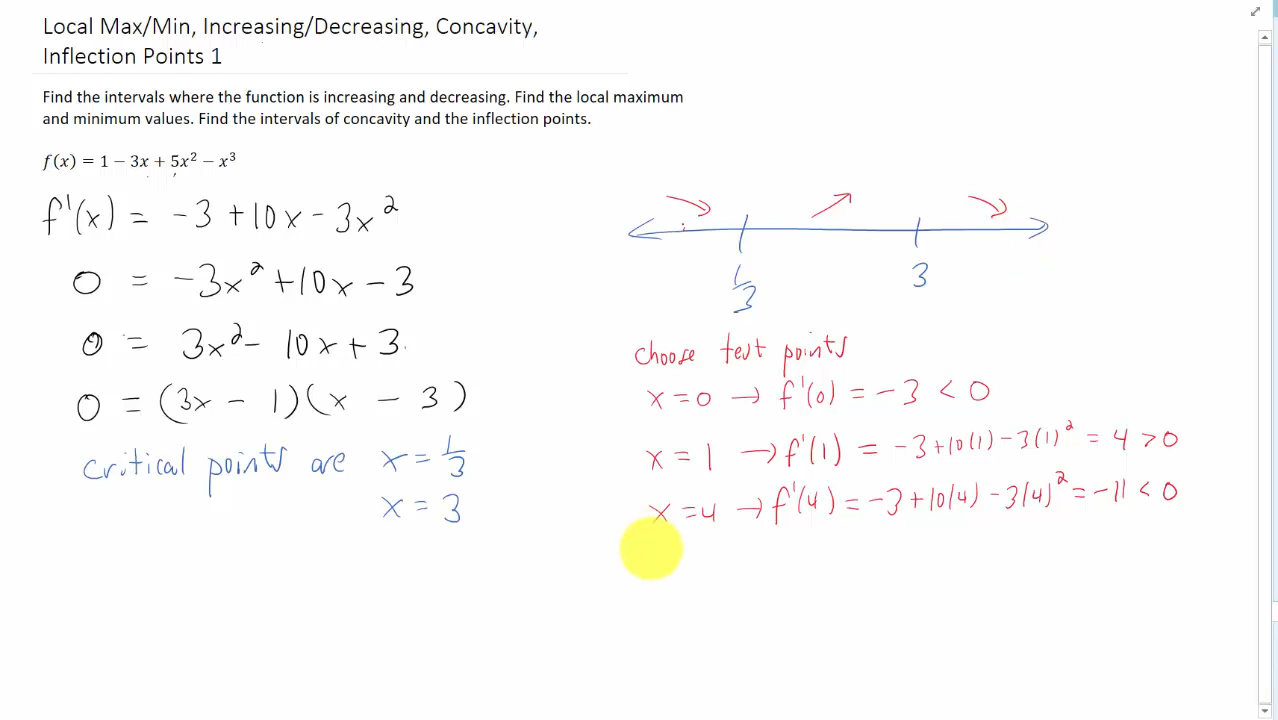 Local Max/Min, Increasing/Decreasing, Concavity,
Inflection Points 1
Find the intervals where the function is increasing and decreasing. Find the local maximum
and minimum values. Find the intervals of concavity and the inflection points.
f(x) = 1 − 3x + 5x² − x³
f'(x) = -3 + 10x - 3x²
0 = -3x² + 10x - 3
0 = 3x² - 10x + 3
0 = (3x - 1)(x - 3)
critical points are x = 1/3
x = 3
1/3 3
choose test points
x = 0 → f'(0) = -3 < 0
x = 1 → f'(1) = -3 + 10(1) - 3(1)² = 4 > 0
x = 4 → f'(4) = -3 + 10(4) - 3(4)² = -11 < 0